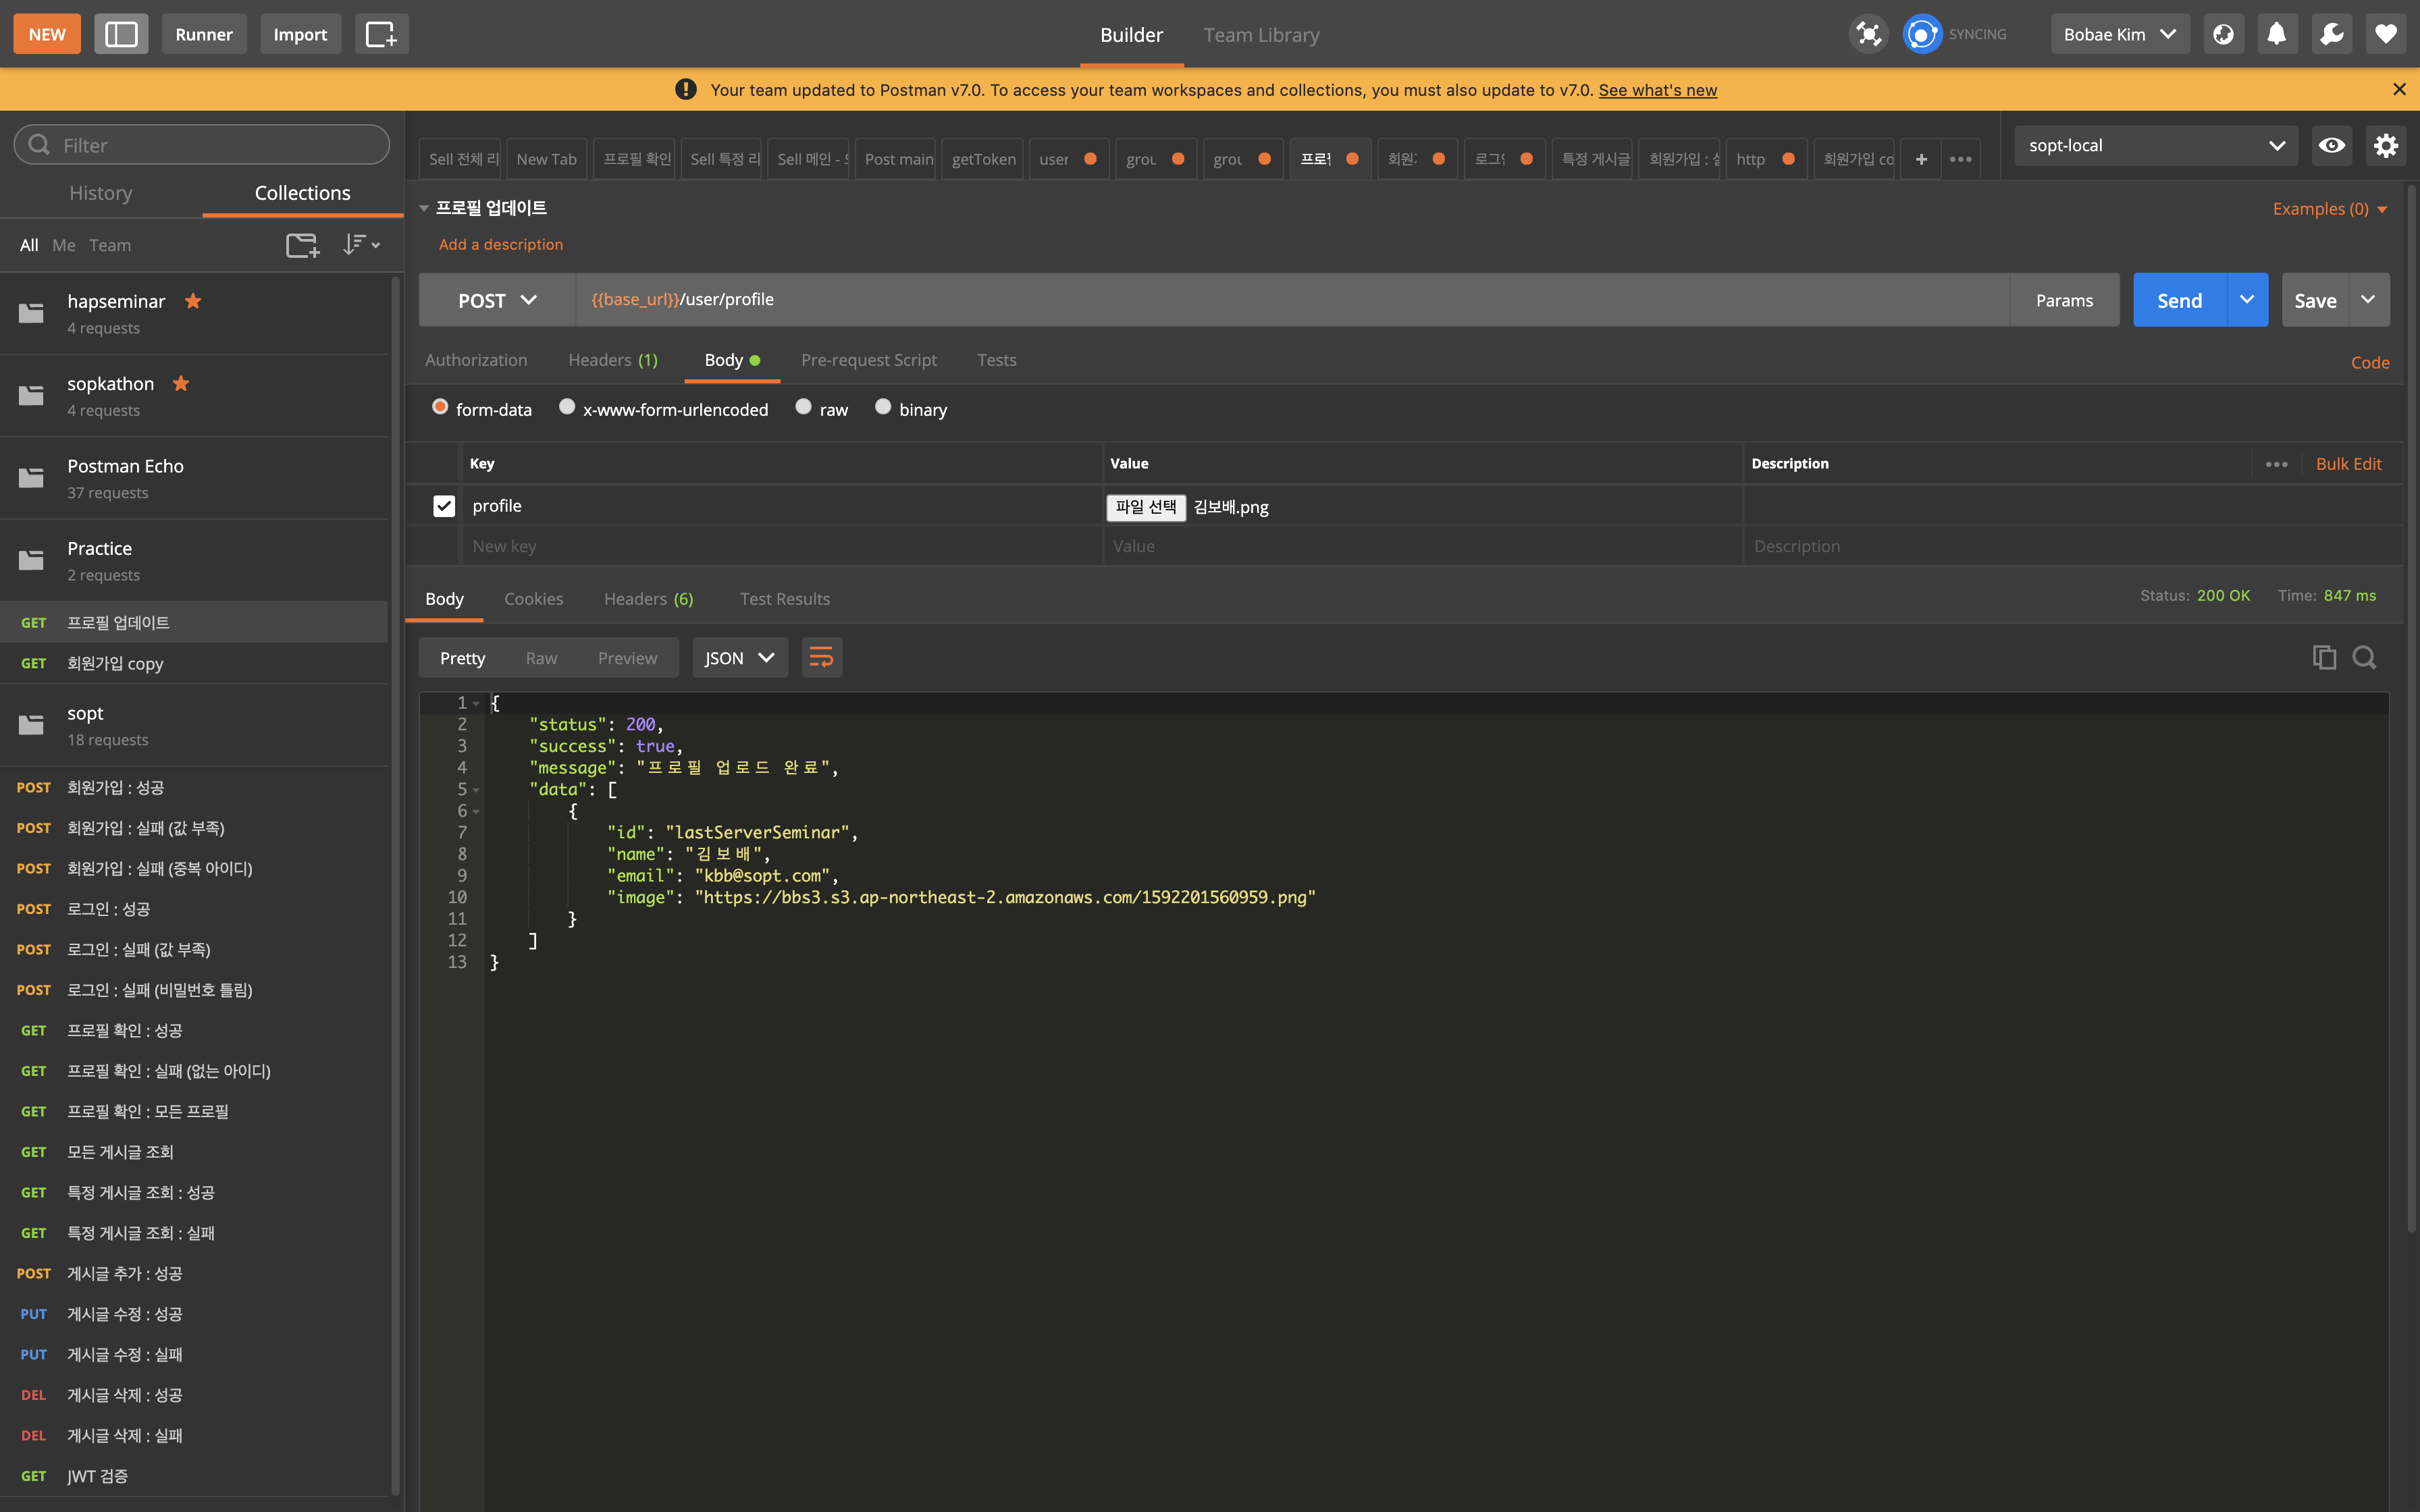 NEW Runner Import Builder Team Library SYNCING Bobae Kim
Your team updated to Postman v7.0. To access your team workspaces and collections, you must also update to v7.0. See what's new
Filter
History Collections
All Me Team
hapseminar
4 requests
sopkathon
4 requests
Postman Echo
37 requests
Practice
2 requests
GET 프로필 업데이트
GET 회원가입 copy
sopt
18 requests
POST 회원가입 : 성공
POST 회원가입 : 실패 (값 부족)
POST 회원가입 : 실패 (중복 아이디)
POST 로그인 : 성공
POST 로그인 : 실패 (값 부족)
POST 로그인 : 실패 (비밀번호 틀림)
GET 프로필 확인 : 성공
GET 프로필 확인 : 실패 (없는 아이디)
GET 프로필 확인 : 모든 프로필
GET 모든 게시글 조회
GET 특정 게시글 조회 : 성공
GET 특정 게시글 조회 : 실패
POST 게시글 추가 : 성공
PUT 게시글 수정 : 성공
PUT 게시글 수정 : 실패
DEL 게시글 삭제 : 성공
DEL 게시글 삭제 : 실패
GET JWT 검증
Sell 전체 리 New Tab 프로필 확인 Sell 특정 리 Sell 메인 - Post main getToken user grou grou 프로필 회원 로그인 특정 게시글 회원가입 : http 회원가입 co + sopt-local
프로필 업데이트 Examples (0)
Add a description
POST {{base_url}}/user/profile Params Send Save
Authorization Headers (1) Body Pre-request Script Tests Code
form-data x-www-form-urlencoded raw binary
Key Value Description Bulk Edit
profile 파일 선택 김보배.png
New key Value Description
Body Cookies Headers (6) Test Results Status: 200 OK Time: 847 ms
Pretty Raw Preview JSON
1 {
2 "status": 200,
3 "success": true,
4 "message": "프로필 업로드 완료",
5 "data": [
6 {
7 "id": "lastServerSeminar",
8 "name": "김보배",
9 "email": "kbb@sopt.com",
10 "image": "https://bbs3.s3.ap-northeast-2.amazonaws.com/1592201560959.png"
11 }
12 ]
13 }